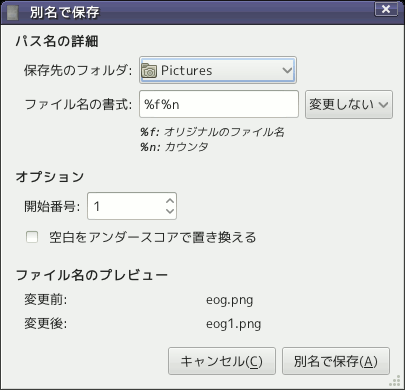 別名で保存
パス名の詳細
保存先のフォルダ: Pictures
ファイル名の書式: %f%n 変更しない
%f: オリジナルのファイル名
%n: カウンタ
オプション
開始番号: 1
空白をアンダースコアで置き換える
ファイル名のプレビュー
変更前: eog.png
変更後: eog1.png
キャンセル(C) 別名で保存(A)